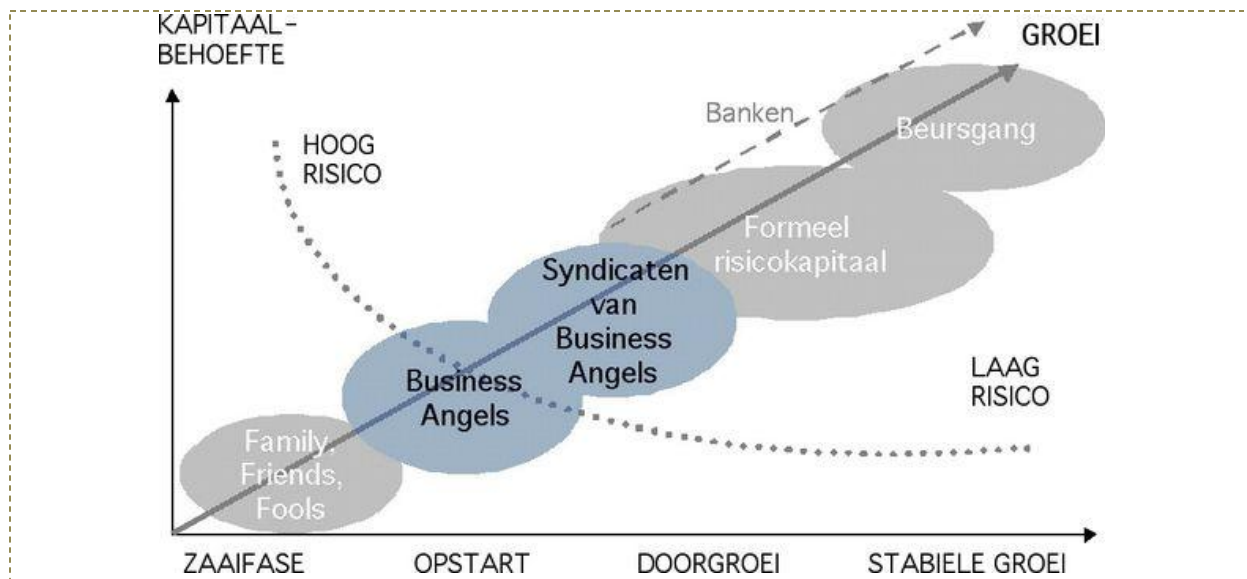 KAPITAAL-
BEHOEFTE
GROEI
Banken
Beursgang
HOOG
RISICO
Formeel
risicokapitaal
Syndicaten
van
Business
Angels
Business
Angels
LAAG
RISICO
Family,
Friends,
Fools
ZAAIFASE OPSTART DOORGROEI STABIELE GROEI